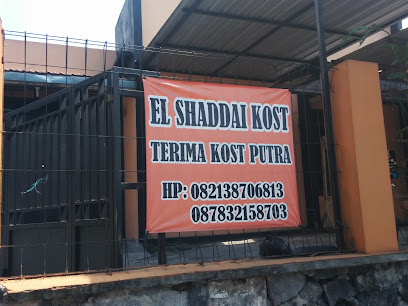 EL SHADDAI KOST
TERIMA KOST PUTRA
HP: 082138706813
087832158703